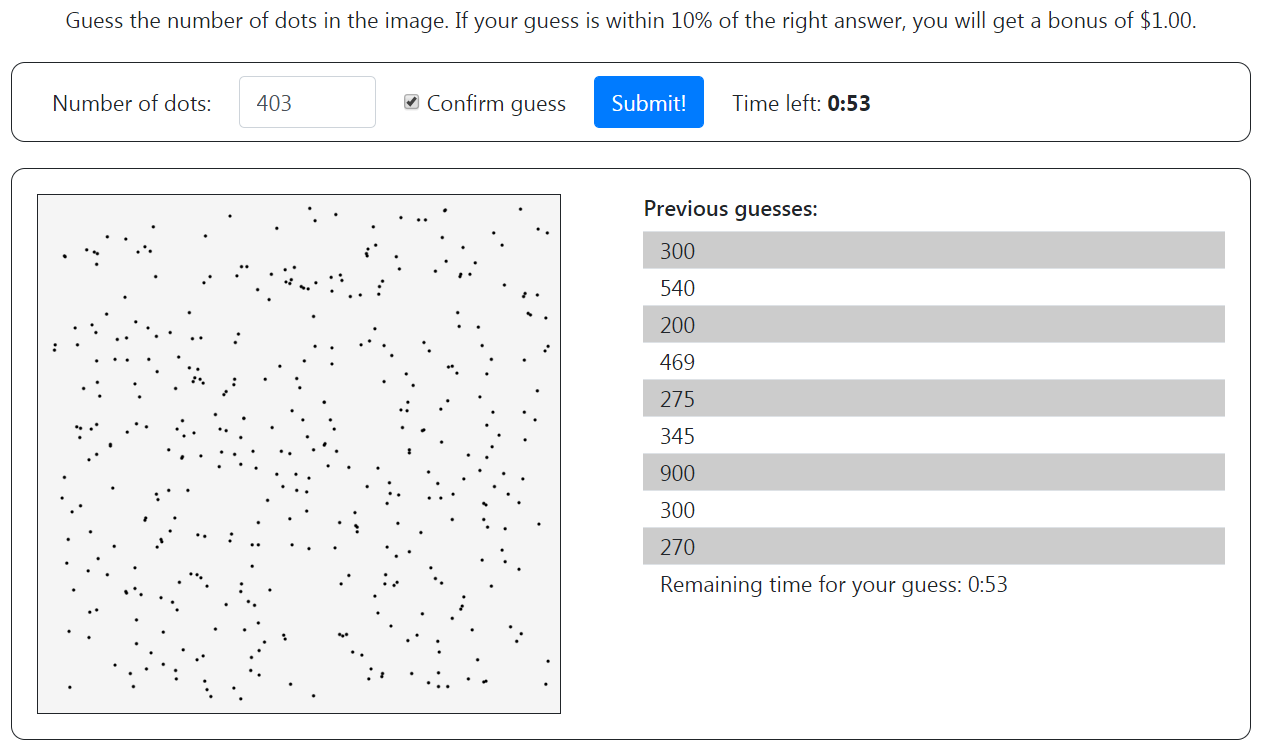 Guess the number of dots in the image. If your guess is within 10% of the right answer, you will get a bonus of $1.00.
Number of dots: 403 Confirm guess Submit! Time left: 0:53
Previous guesses:
300
540
200
469
275
345
900
300
270
Remaining time for your guess: 0:53